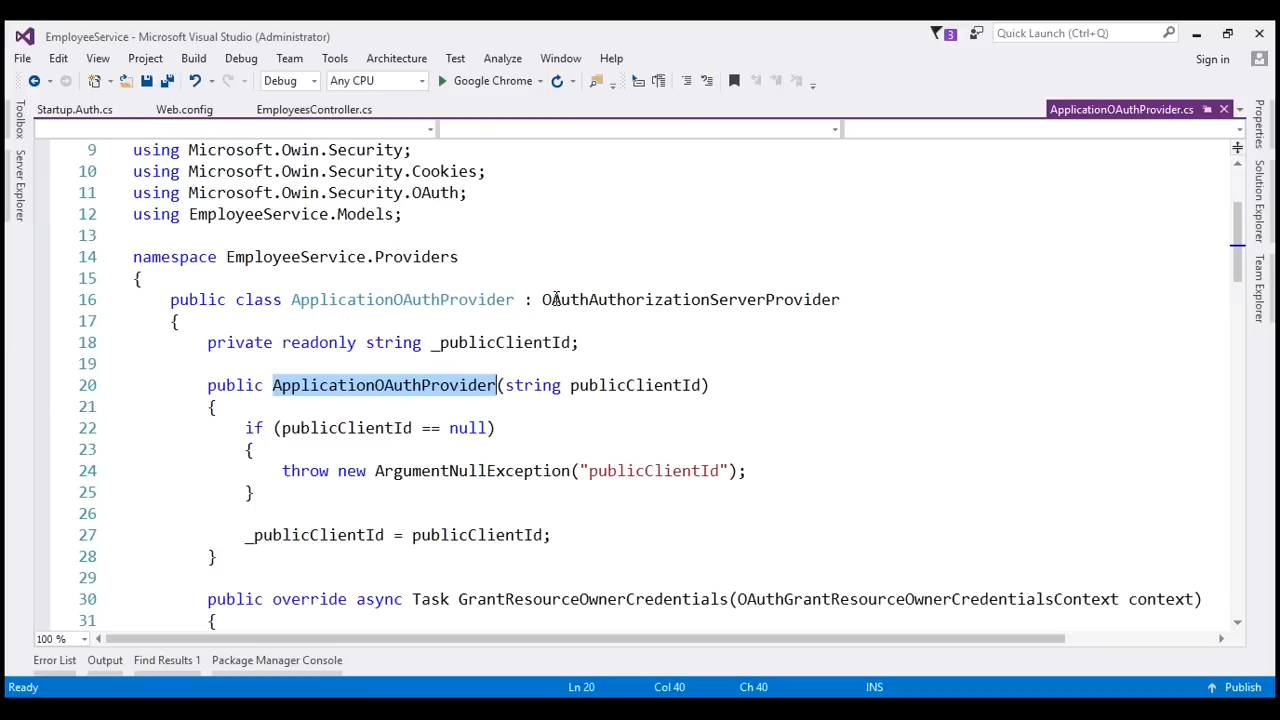 EmployeeService - Microsoft Visual Studio (Administrator)
3
Quick Launch (Ctrl+Q)
File Edit View Project Build Debug Team Tools Architecture Test Analyze Window Help
Sign in
Debug Any CPU Google Chrome
Startup.Auth.cs Web.config EmployeesController.cs ApplicationOAuthProvider.cs
Toolbox
Server Explorer
9 using Microsoft.Owin.Security;
10 using Microsoft.Owin.Security.Cookies;
11 using Microsoft.Owin.Security.OAuth;
12 using EmployeeService.Models;
13
14 namespace EmployeeService.Providers
15 {
16 public class ApplicationOAuthProvider : OAuthAuthorizationServerProvider
17 {
18 private readonly string _publicClientId;
19
20 public ApplicationOAuthProvider(string publicClientId)
21 {
22 if (publicClientId == null)
23 {
24 throw new ArgumentNullException("publicClientId");
25 }
26
27 _publicClientId = publicClientId;
28 }
29
30 public override async Task GrantResourceOwnerCredentials(OAuthGrantResourceOwnerCredentialsContext context)
31 {
Properties
Solution Explorer
Team Explorer
100 %
Error List Output Find Results 1 Package Manager Console
Ready Ln 20 Col 40 Ch 40 INS Publish